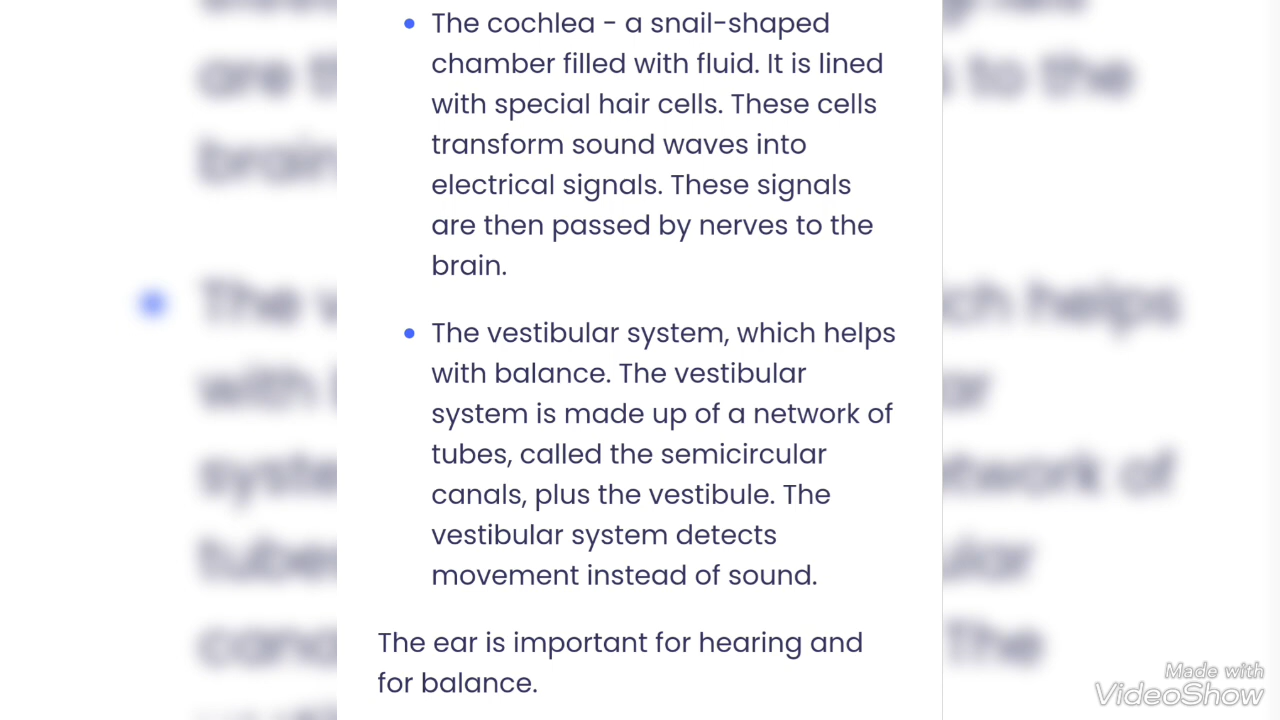 The cochlea - a snail-shaped
chamber filled with fluid. It is lined
with special hair cells. These cells
transform sound waves into
electrical signals. These signals
are then passed by nerves to the
brain.
The vestibular system, which helps
with balance. The vestibular
system is made up of a network of
tubes, called the semicircular
canals, plus the vestibule. The
vestibular system detects
movement instead of sound.
The ear is important for hearing and
for balance.
Made with
VideoShow